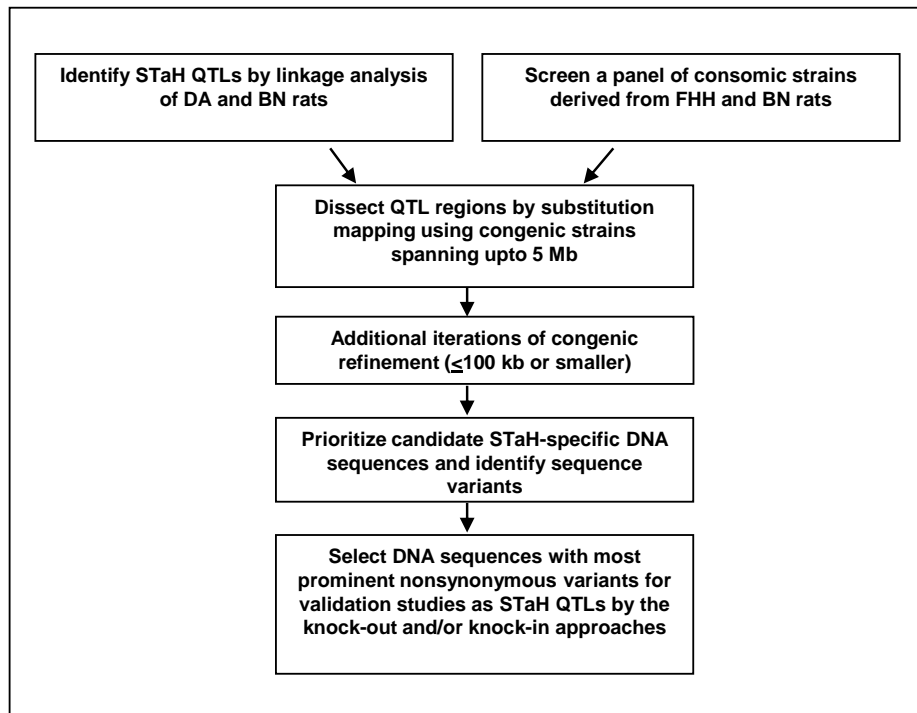 Identify STaH QTLs by linkage analysis
of DA and BN rats
Screen a panel of consomic strains
derived from FHH and BN rats
Dissect QTL regions by substitution
mapping using congenic strains
spanning upto 5 Mb
Additional iterations of congenic
refinement (≤100 kb or smaller)
Prioritize candidate STaH-specific DNA
sequences and identify sequence
variants
Select DNA sequences with most
prominent nonsynonymous variants for
validation studies as STaH QTLs by the
knock-out and/or knock-in approaches